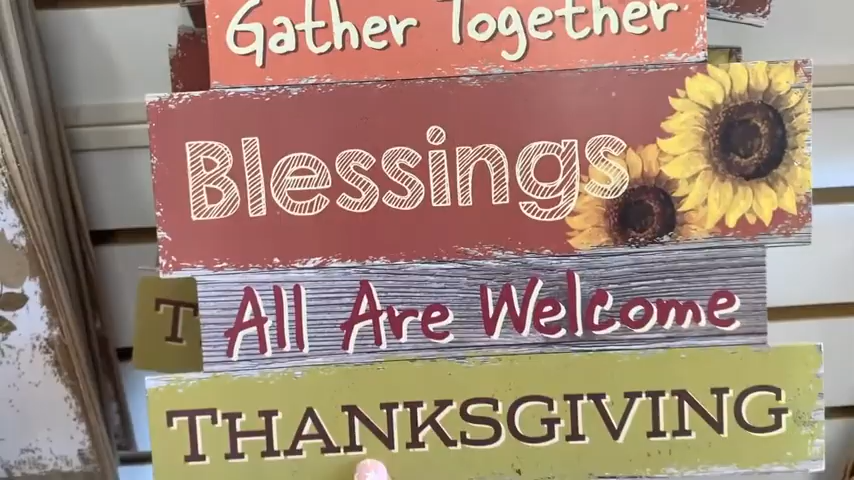 Gather Together
Blessings
All Are Welcome
T
THANKSGIVING